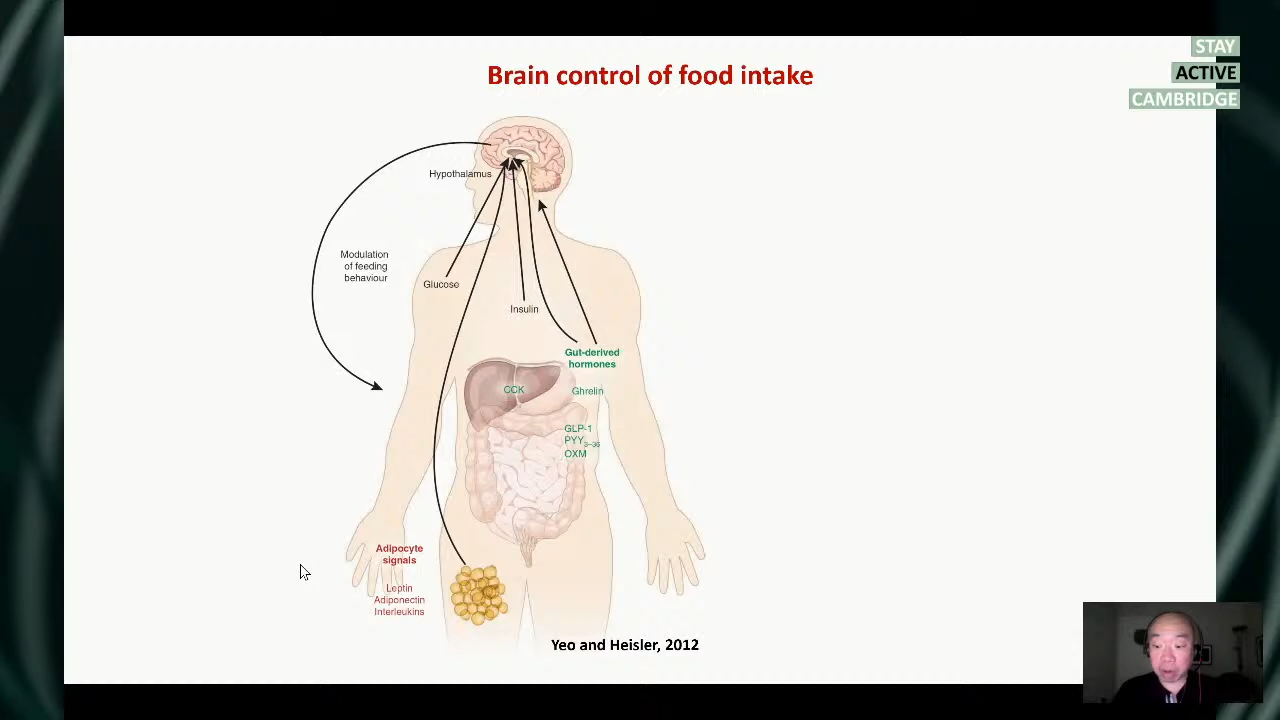 Brain control of food intake
STAY
ACTIVE
CAMBRIDGE
Hypothalamus
Modulation
of feeding
behaviour
Glucose
Insulin
Gut-derived
hormones
CCK
Ghrelin
GLP-1
PYY3–36
OXM
Adipocyte
signals
Leptin
Adiponectin
Interleukins
Yeo and Heisler, 2012